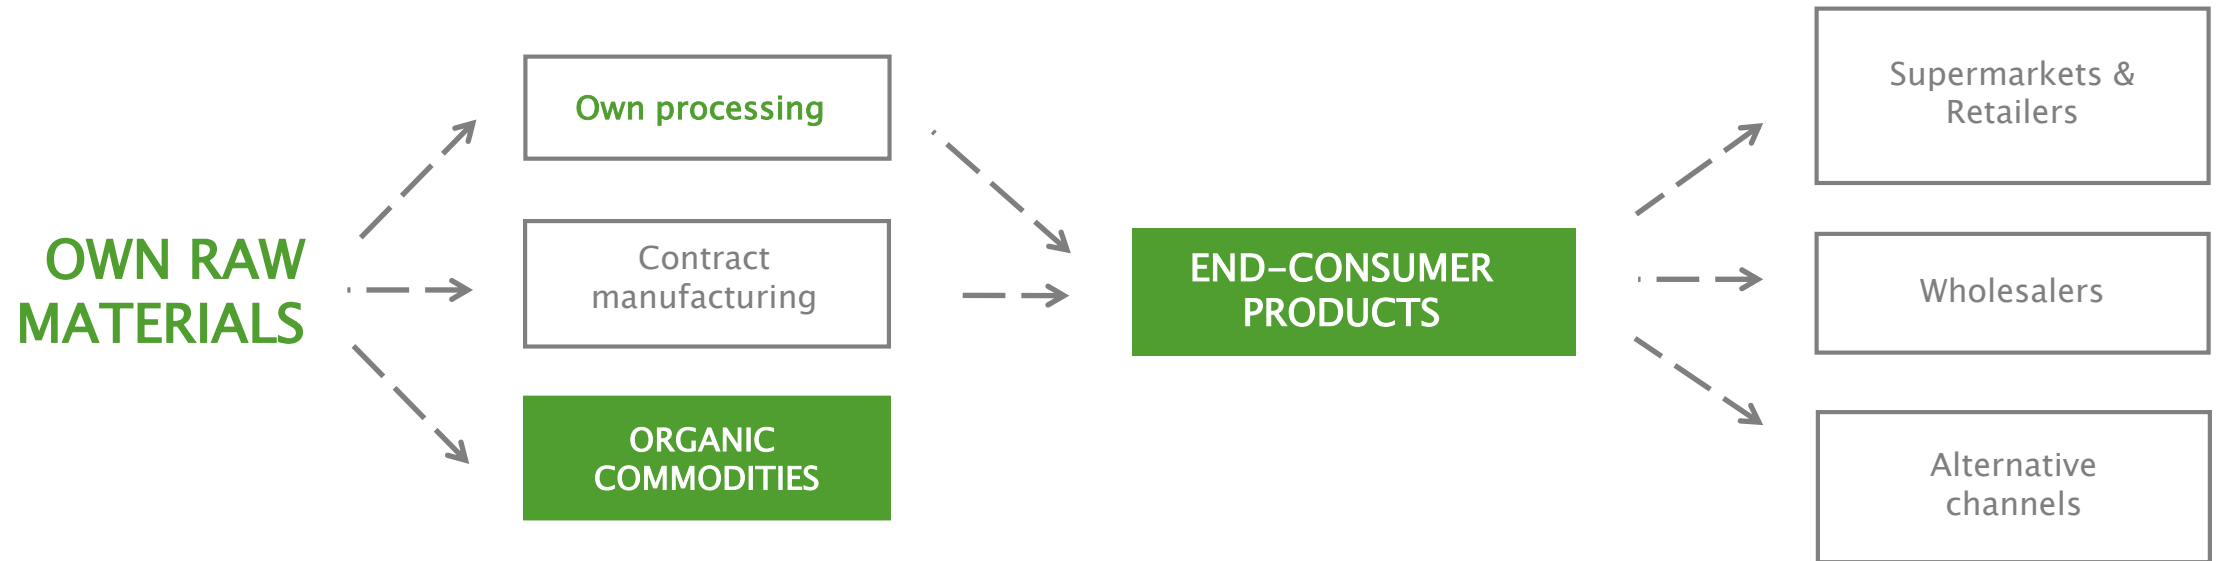 OWN RAW
MATERIALS
Own processing
Contract
manufacturing
ORGANIC
COMMODITIES
END-CONSUMER
PRODUCTS
Supermarkets &
Retailers
Wholesalers
Alternative
channels